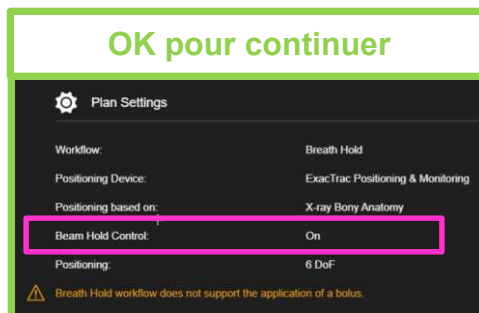 OK pour continuer
Plan Settings
Workflow: Breath Hold
Positioning Device: ExacTrac Positioning & Monitoring
Positioning based on: X-ray Bony Anatomy
Beam Hold Control: On
Positioning: 6 DoF
Breath Hold workflow does not support the application of a bolus.